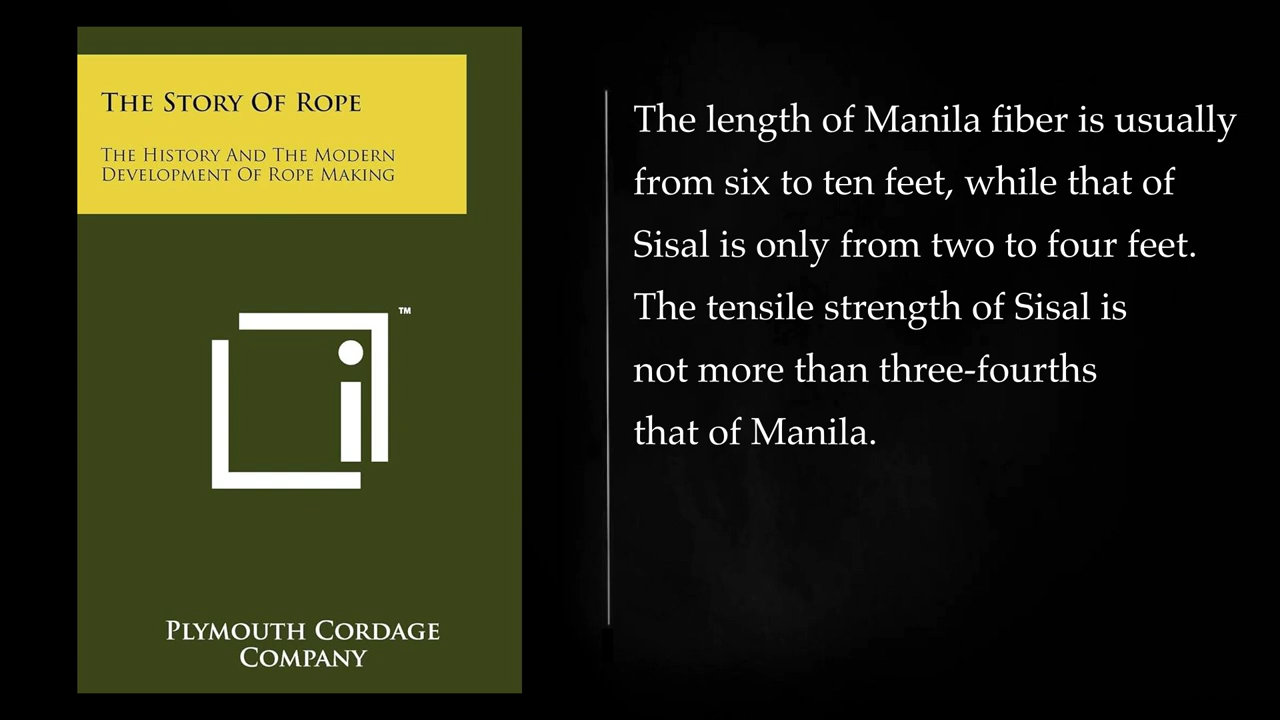 The Story Of Rope
The History And The Modern
Development Of Rope Making
TM
Plymouth Cordage
Company
The length of Manila fiber is usually
from six to ten feet, while that of
Sisal is only from two to four feet.
The tensile strength of Sisal is
not more than three-fourths
that of Manila.